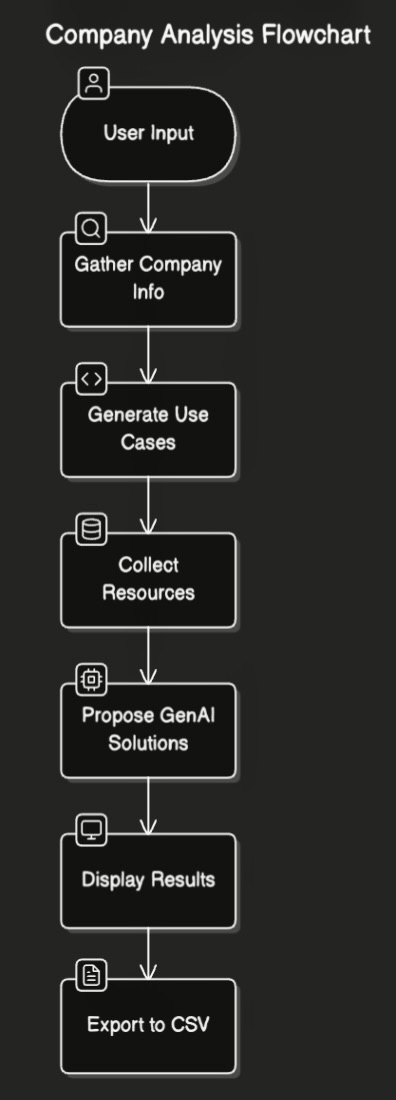 Company Analysis Flowchart
User Input
Gather Company
Info
Generate Use
Cases
Collect
Resources
Propose GenAI
Solutions
Display Results
Export to CSV